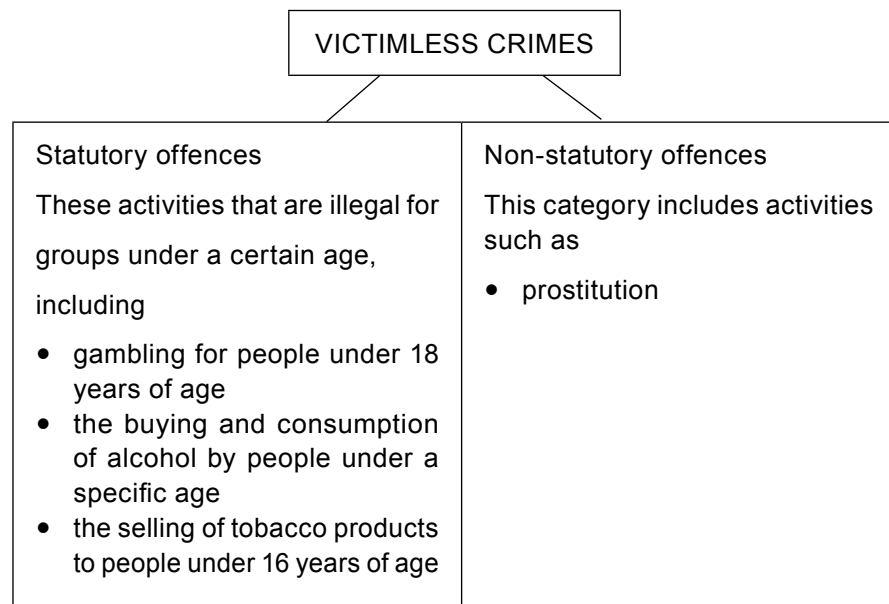 VICTIMLESS CRIMES
Statutory offences
These activities that are illegal for
groups under a certain age,
including
• gambling for people under 18
years of age
• the buying and consumption
of alcohol by people under a
specific age
• the selling of tobacco products
to people under 16 years of age
Non-statutory offences
This category includes activities
such as
• prostitution